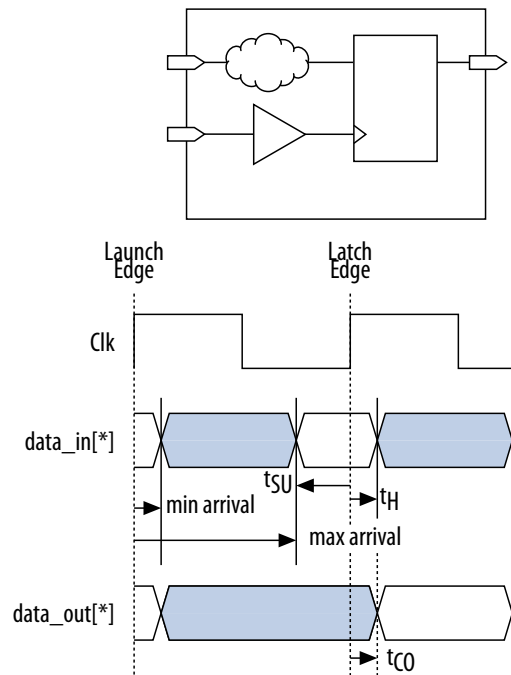 Launch
Edge
Latch
Edge
Clk
data_in[*]
tSU
tH
min arrival
max arrival
data_out[*]
tCO